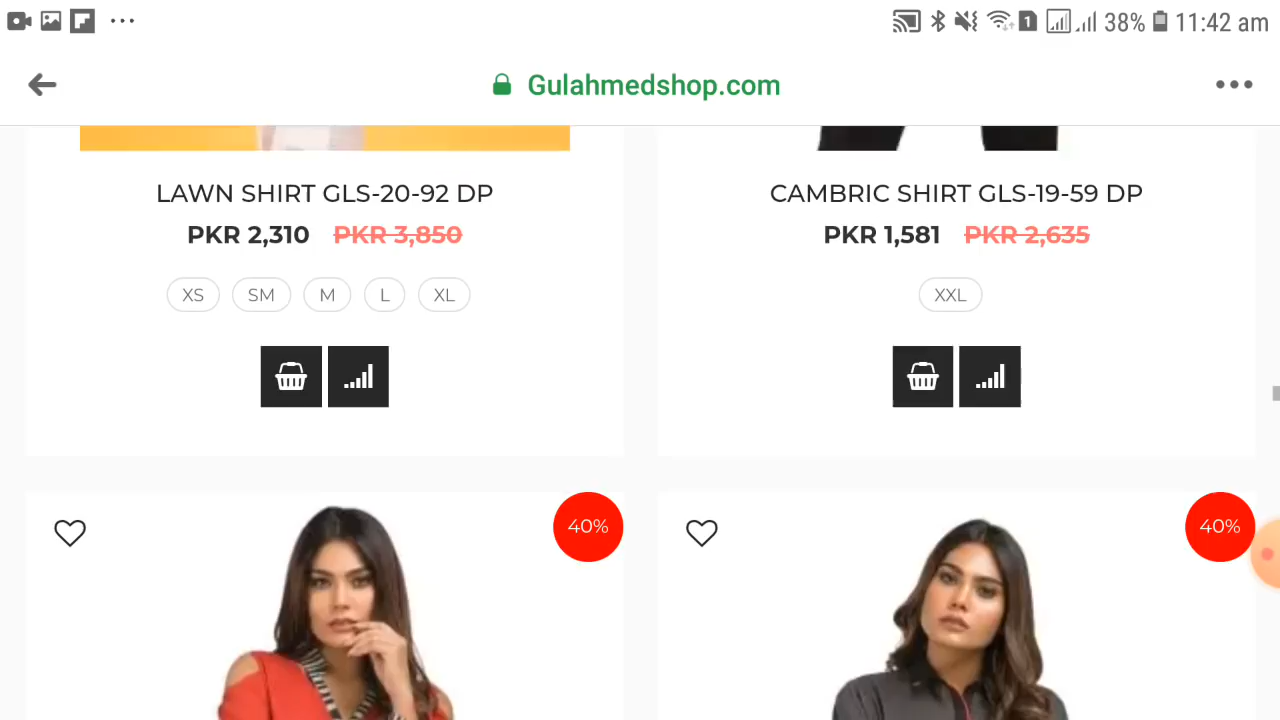 1 38% 11:42 am
Gulahmedshop.com
LAWN SHIRT GLS-20-92 DP
PKR 2,310 PKR 3,850
XS SM M L XL
CAMBRIC SHIRT GLS-19-59 DP
PKR 1,581 PKR 2,635
XXL
40%
40%